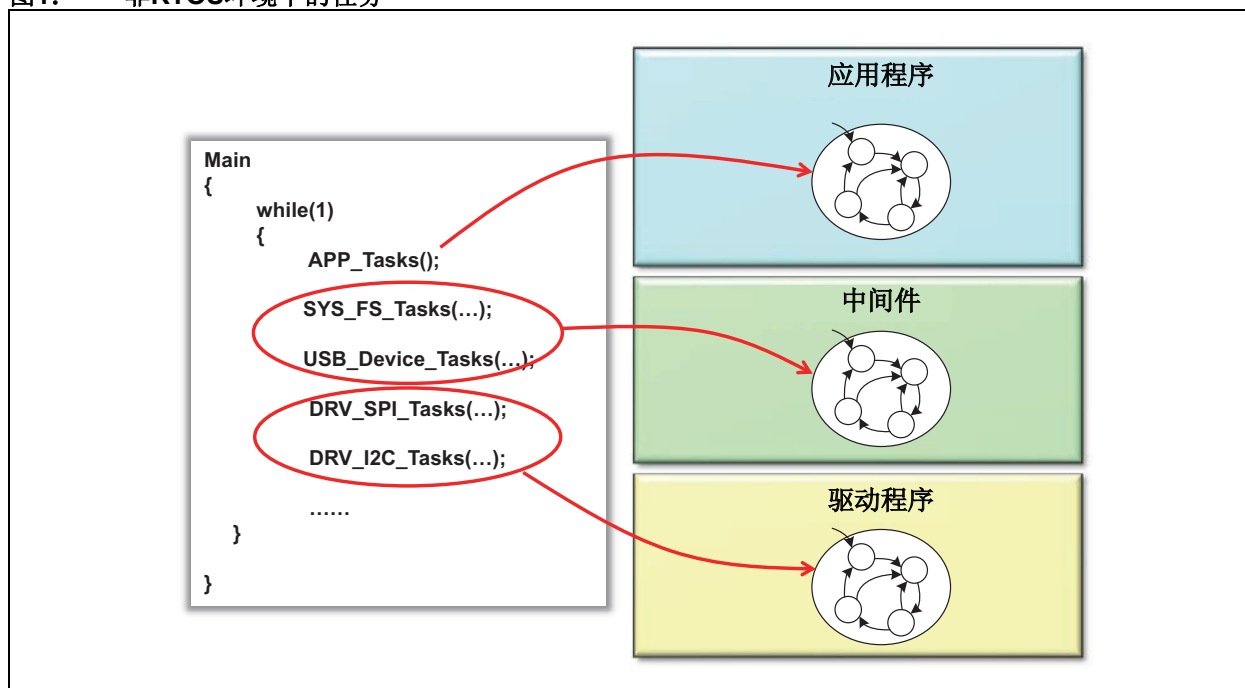 Main
{
while(1)
{
APP_Tasks();
SYS_FS_Tasks(…);
USB_Device_Tasks(…);
DRV_SPI_Tasks(…);
DRV_I2C_Tasks(…);
……
}
}
应用程序
中间件
驱动程序